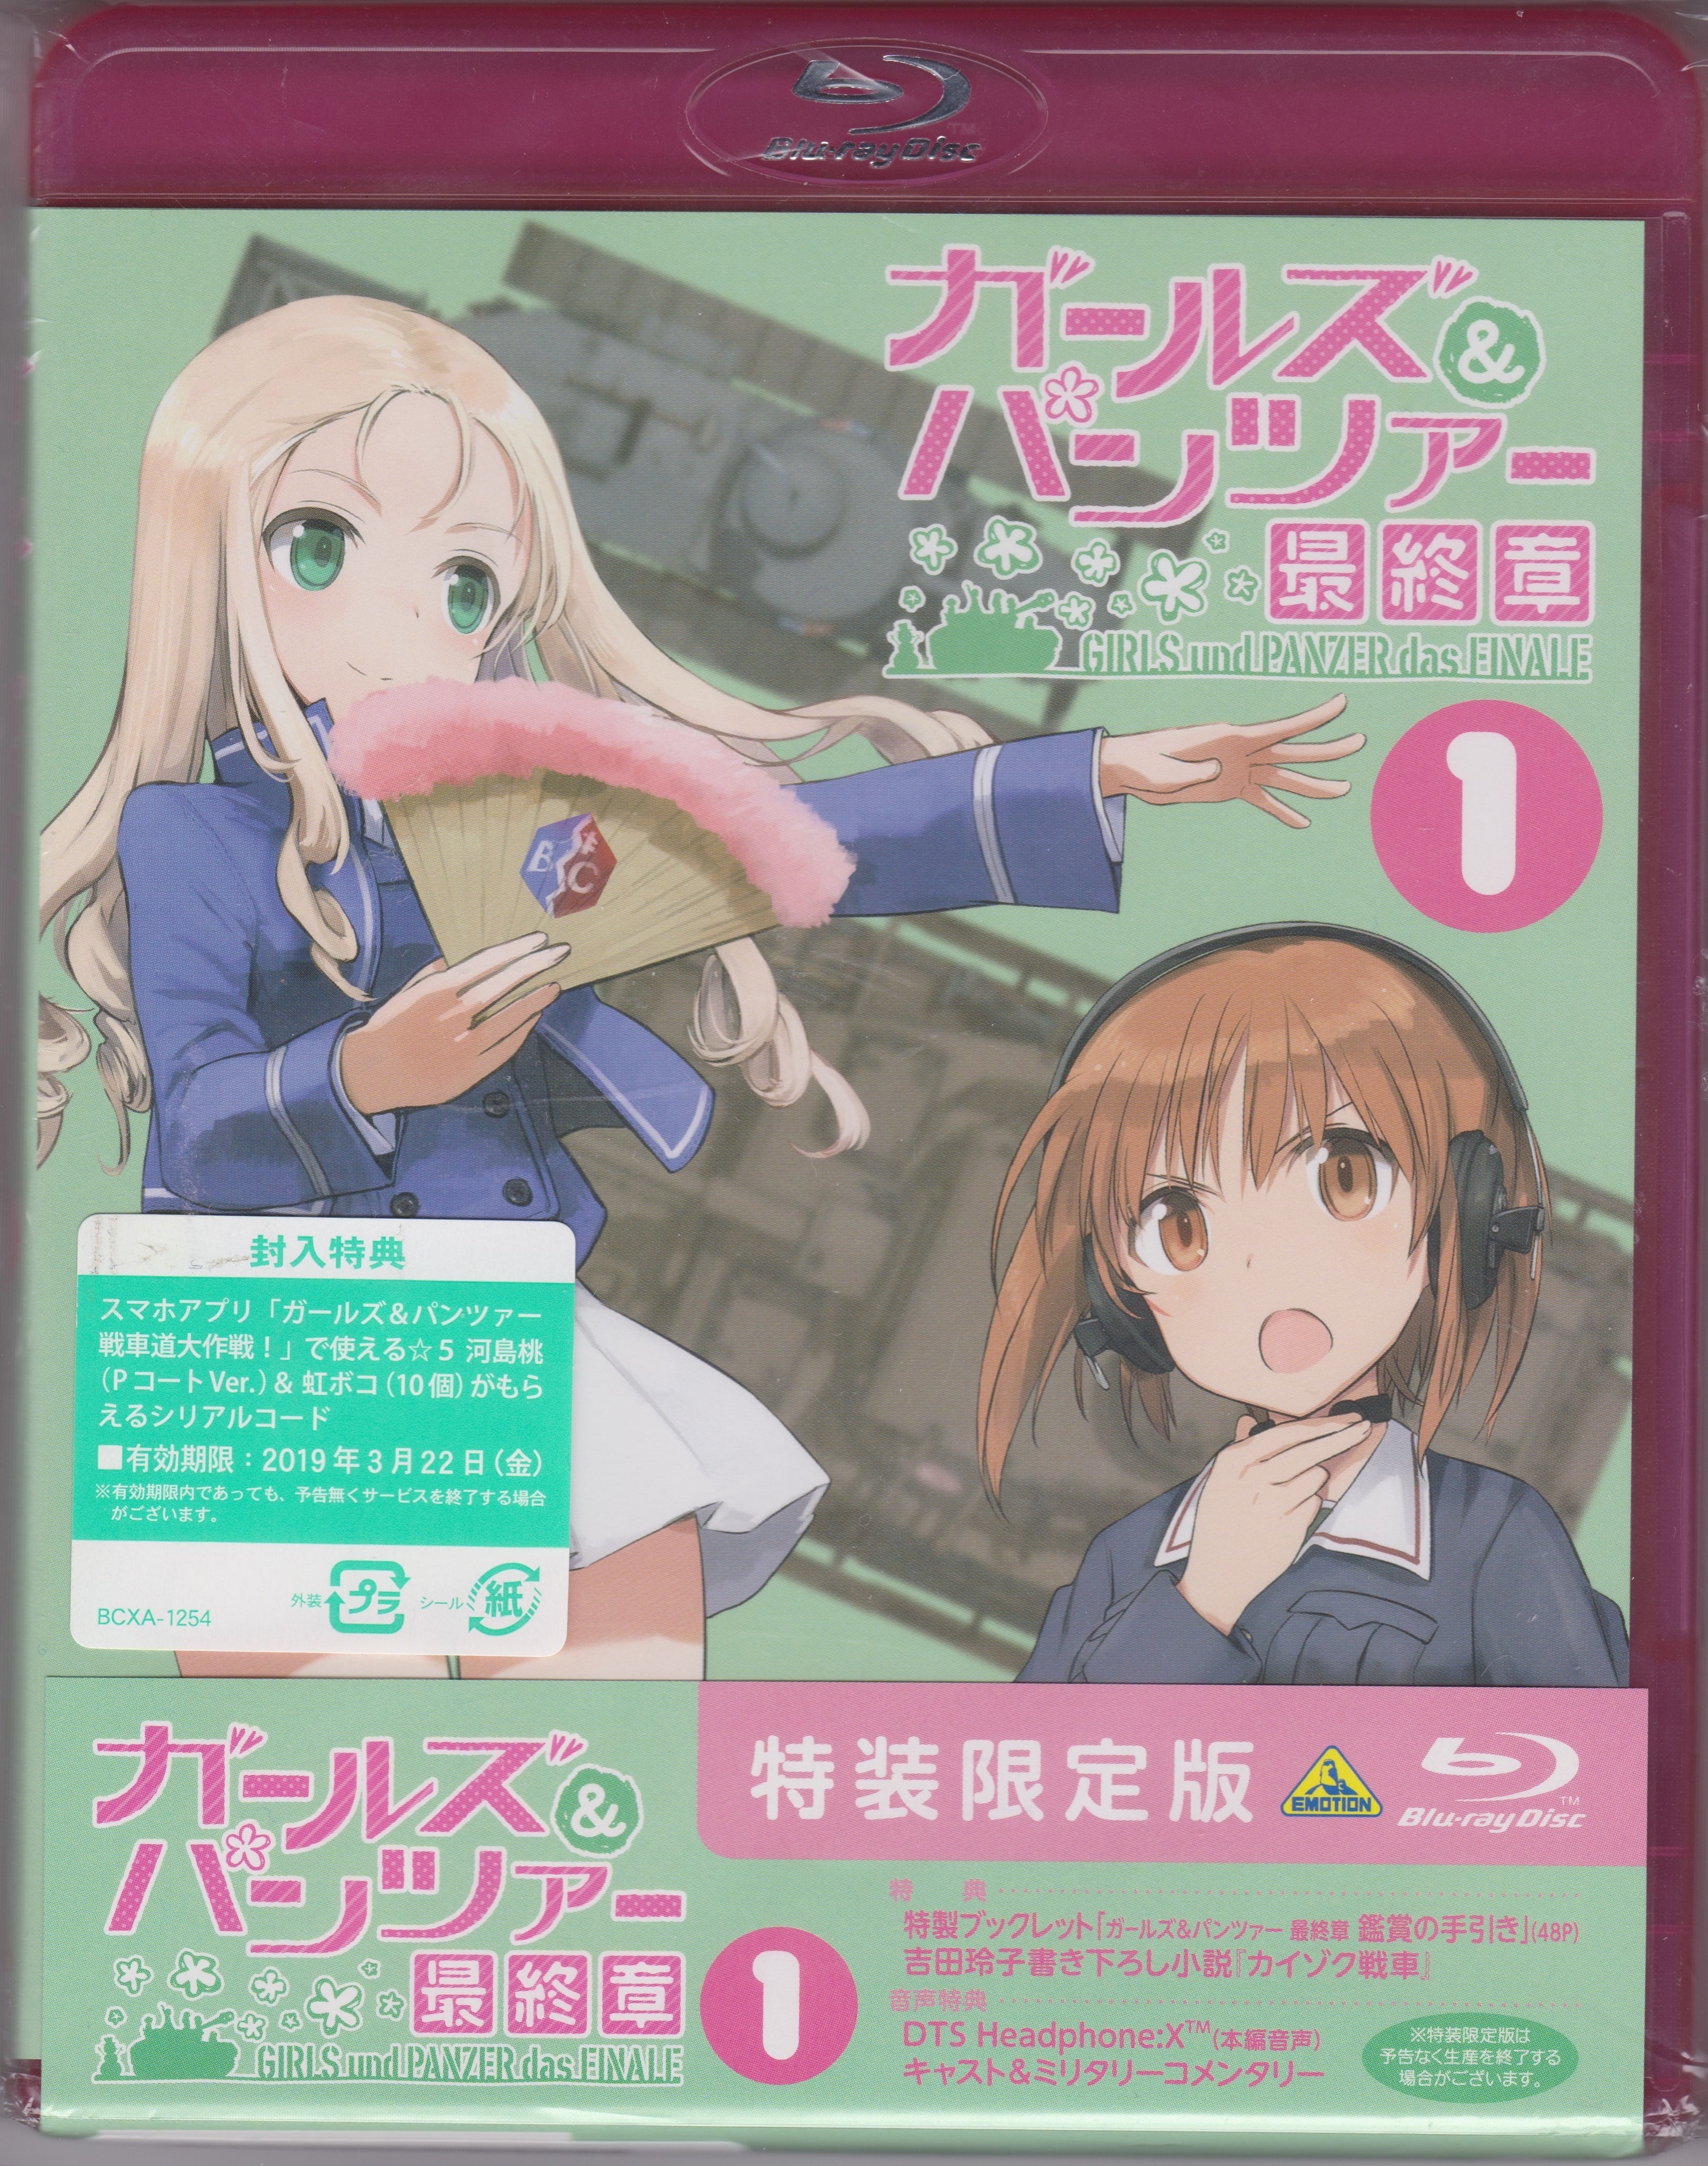 Blu-ray Disc TM
ガールズ&
パンツァー
最終章
GIRLS und PANZER das FINALE
1
B & C
封入特典
スマホアプリ「ガールズ&パンツァー
戦車道大作戦!」で使える☆5 河島桃
(PコートVer.)& 虹ボコ(10個)がもら
えるシリアルコード
■有効期限:2019年3月22日(金)
※有効期限内であっても、予告無くサービスを終了する場合
がございます。
BCXA-1254
外装 プラ シール 紙
ガールズ&
パンツァー
最終章
GIRLS und PANZER das FINALE
1
特装限定版
EMOTION
Blu-ray Disc TM
特 典
特製ブックレット「ガールズ&パンツァー 最終章 鑑賞の手引き」(48P)
吉田玲子書き下ろし小説『カイゾク戦車』
音声特典
DTS Headphone:X™(本編音声)
キャスト&ミリタリーコメンタリー
※特装限定版は
予告なく生産を終了する
場合がございます。